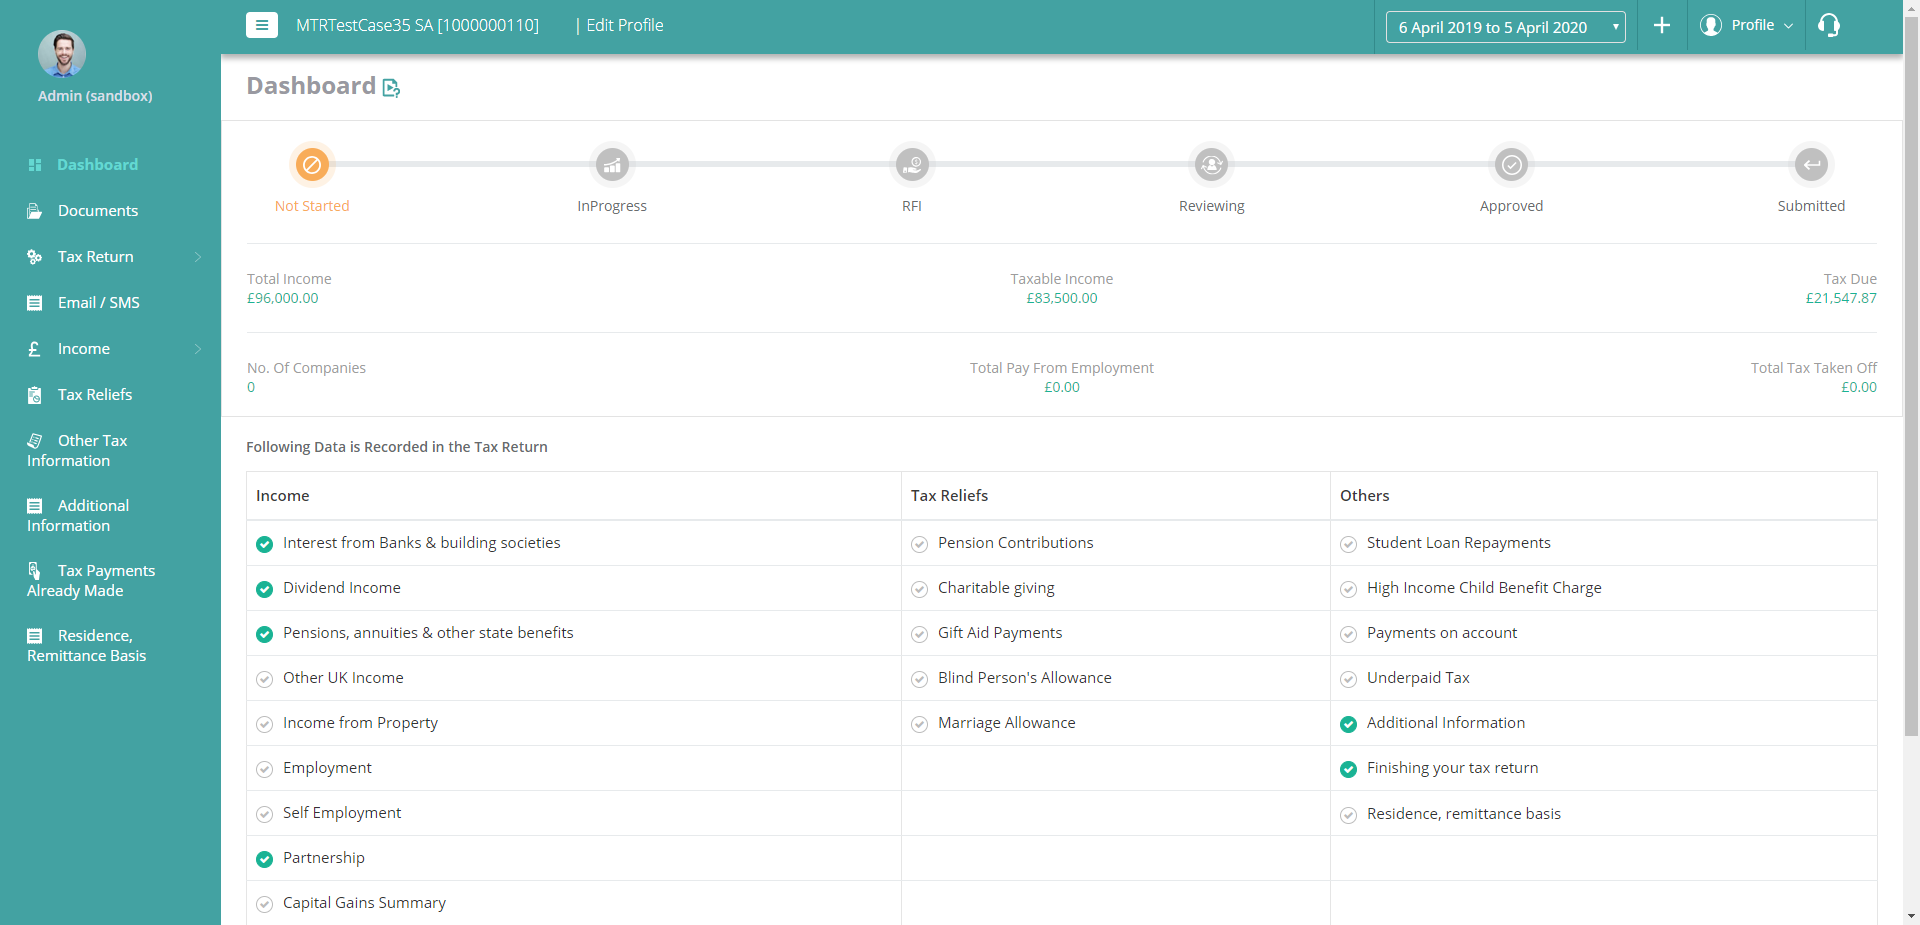 MTRTestCase35 SA [1000000110] | Edit Profile
6 April 2019 to 5 April 2020
Profile
Admin (sandbox)
Dashboard
Documents
Tax Return
Email / SMS
Income
Tax Reliefs
Other Tax
Information
Additional
Information
Tax Payments
Already Made
Residence,
Remittance Basis
Dashboard
Not Started
InProgress
RFI
Reviewing
Approved
Submitted
Total Income
£96,000.00
Taxable Income
£83,500.00
Tax Due
£21,547.87
No. Of Companies
0
Total Pay From Employment
£0.00
Total Tax Taken Off
£0.00
Following Data is Recorded in the Tax Return
Income Tax Reliefs Others
Interest from Banks & building societies Pension Contributions Student Loan Repayments
Dividend Income Charitable giving High Income Child Benefit Charge
Pensions, annuities & other state benefits Gift Aid Payments Payments on account
Other UK Income Blind Person's Allowance Underpaid Tax
Income from Property Marriage Allowance Additional Information
Employment Finishing your tax return
Self Employment Residence, remittance basis
Partnership
Capital Gains Summary